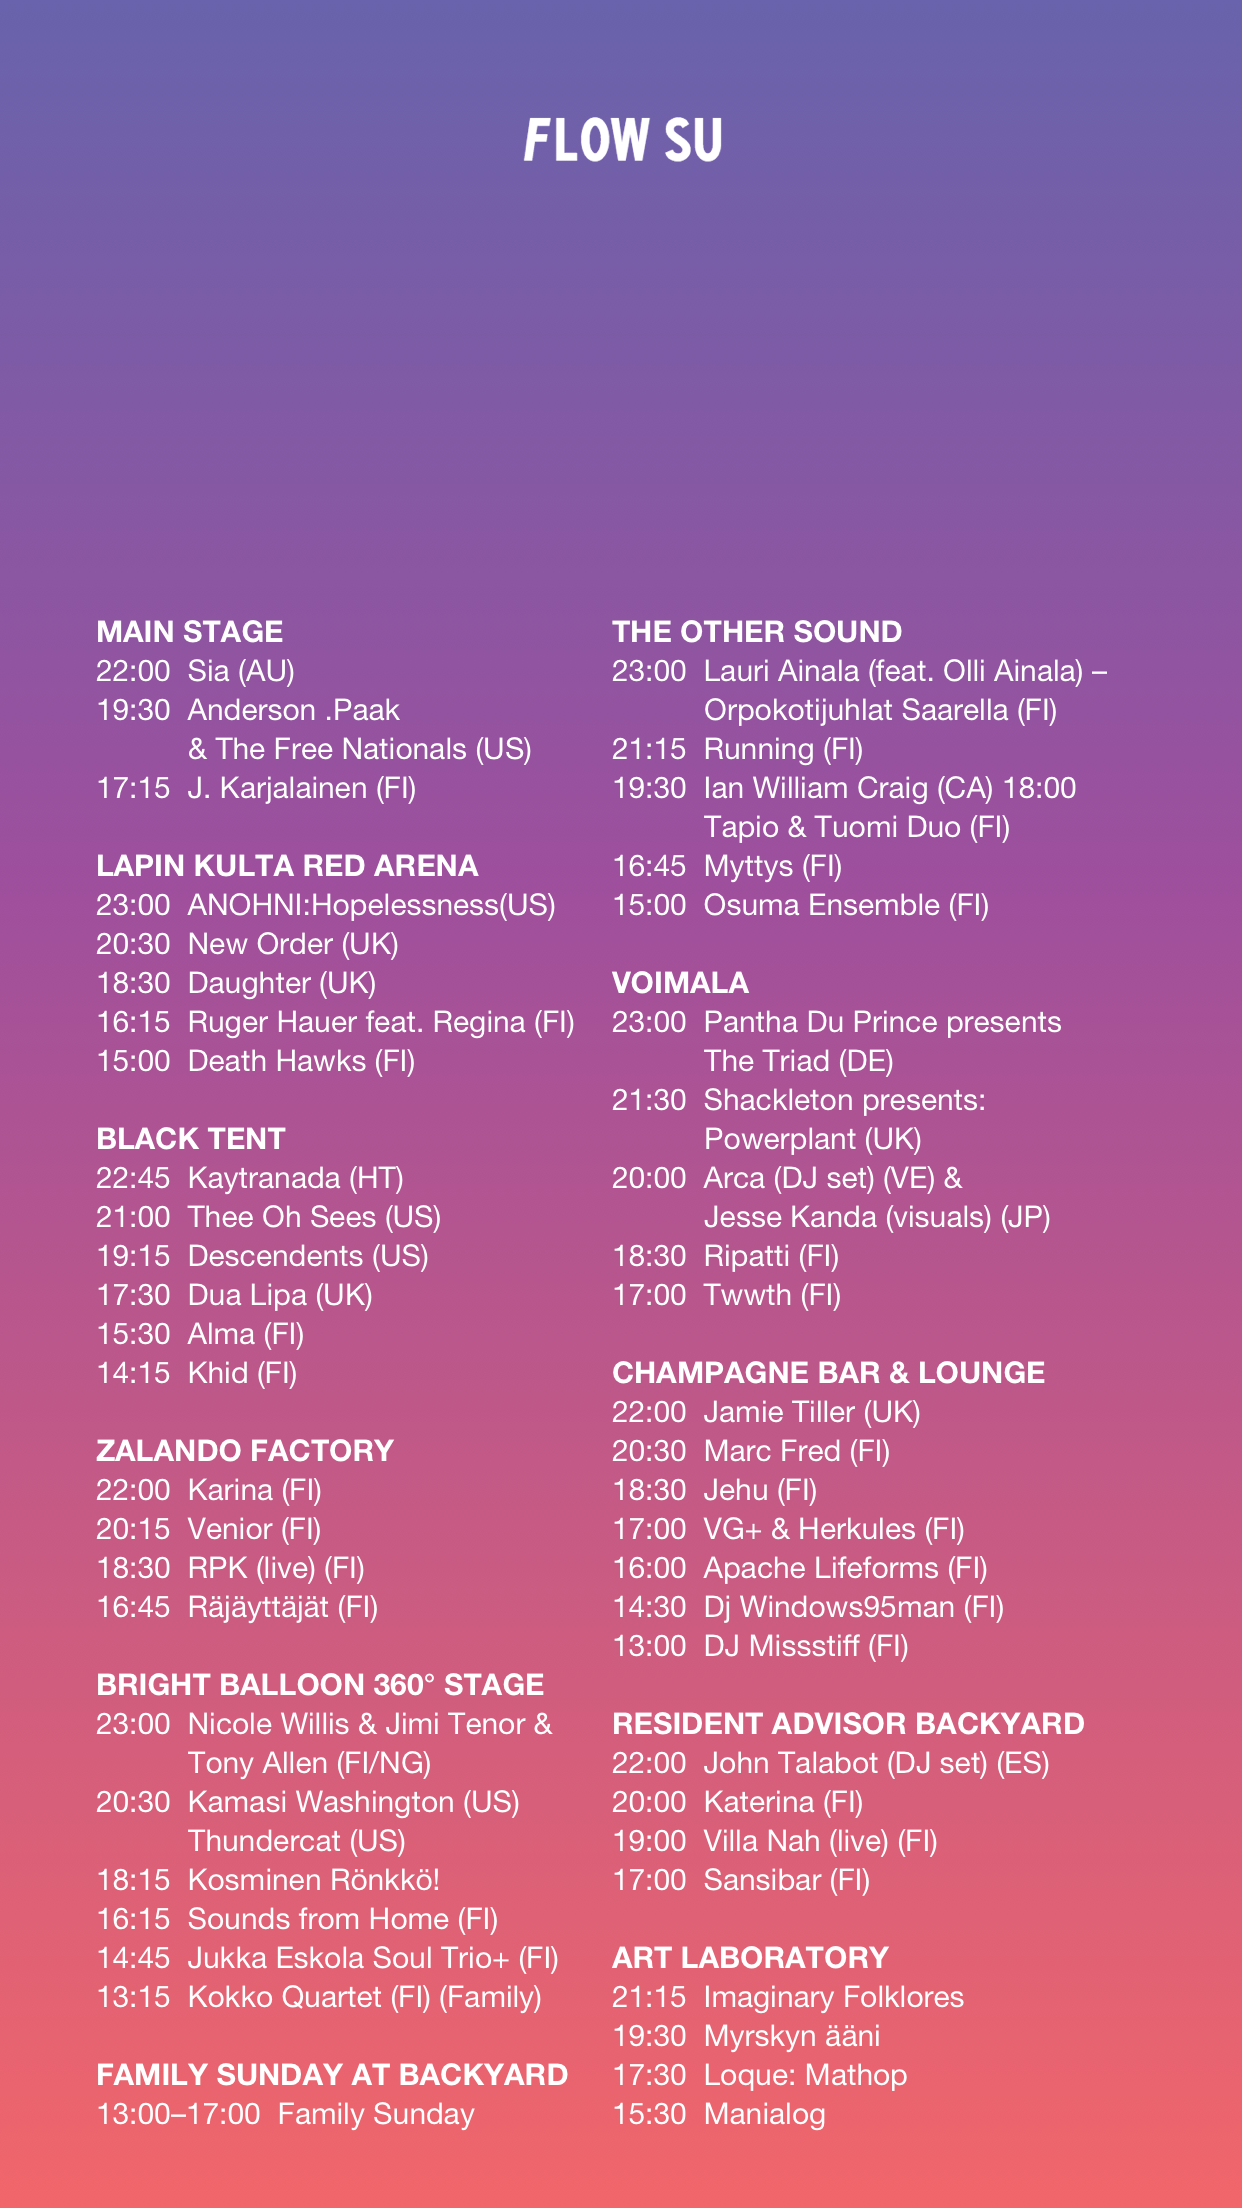 FLOW SU
MAIN STAGE
22:00 Sia (AU)
19:30 Anderson .Paak
& The Free Nationals (US)
17:15 J. Karjalainen (FI)
LAPIN KULTA RED ARENA
23:00 ANOHNI:Hopelessness(US)
20:30 New Order (UK)
18:30 Daughter (UK)
16:15 Ruger Hauer feat. Regina (FI)
15:00 Death Hawks (FI)
BLACK TENT
22:45 Kaytranada (HT)
21:00 Thee Oh Sees (US)
19:15 Descendents (US)
17:30 Dua Lipa (UK)
15:30 Alma (FI)
14:15 Khid (FI)
ZALANDO FACTORY
22:00 Karina (FI)
20:15 Venior (FI)
18:30 RPK (live) (FI)
16:45 Räjäyttäjät (FI)
BRIGHT BALLOON 360° STAGE
23:00 Nicole Willis & Jimi Tenor &
Tony Allen (FI/NG)
20:30 Kamasi Washington (US)
Thundercat (US)
18:15 Kosminen Rönkkö!
16:15 Sounds from Home (FI)
14:45 Jukka Eskola Soul Trio+ (FI)
13:15 Kokko Quartet (FI) (Family)
FAMILY SUNDAY AT BACKYARD
13:00–17:00 Family Sunday
THE OTHER SOUND
23:00 Lauri Ainala (feat. Olli Ainala) –
Orpokotijuhlat Saarella (FI)
21:15 Running (FI)
19:30 Ian William Craig (CA) 18:00
Tapio & Tuomi Duo (FI)
16:45 Myttys (FI)
15:00 Osuma Ensemble (FI)
VOIMALA
23:00 Pantha Du Prince presents
The Triad (DE)
21:30 Shackleton presents:
Powerplant (UK)
20:00 Arca (DJ set) (VE) &
Jesse Kanda (visuals) (JP)
18:30 Ripatti (FI)
17:00 Twwth (FI)
CHAMPAGNE BAR & LOUNGE
22:00 Jamie Tiller (UK)
20:30 Marc Fred (FI)
18:30 Jehu (FI)
17:00 VG+ & Herkules (FI)
16:00 Apache Lifeforms (FI)
14:30 Dj Windows95man (FI)
13:00 DJ Missstiff (FI)
RESIDENT ADVISOR BACKYARD
22:00 John Talabot (DJ set) (ES)
20:00 Katerina (FI)
19:00 Villa Nah (live) (FI)
17:00 Sansibar (FI)
ART LABORATORY
21:15 Imaginary Folklores
19:30 Myrskyn ääni
17:30 Loque: Mathop
15:30 Manialog